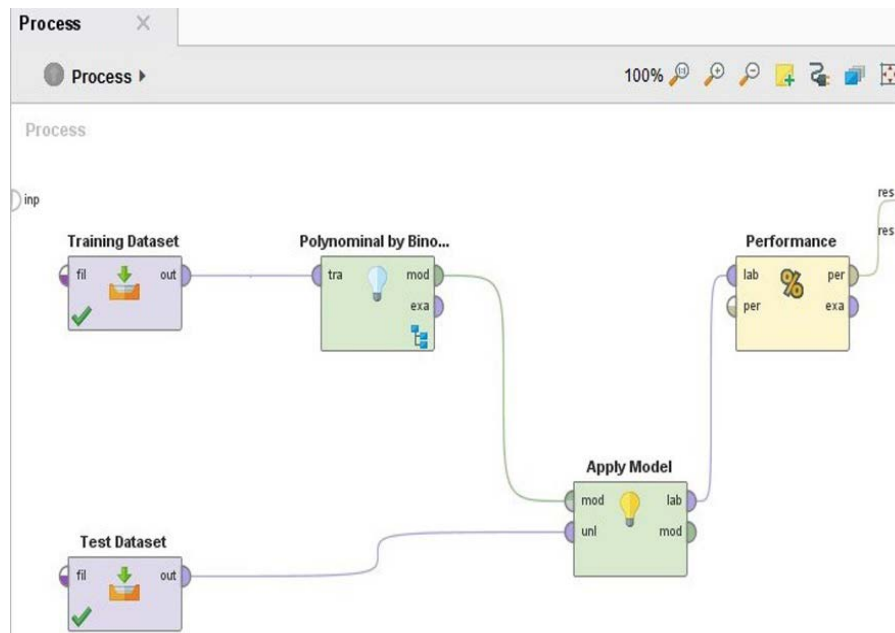 Process
Process
100%
Process
inp
res
res
Training Dataset
fil
out
Polynominal by Bino...
tra
mod
exa
Performance
%
lab
per
per
exa
Apply Model
mod
lab
unl
mod
Test Dataset
fil
out